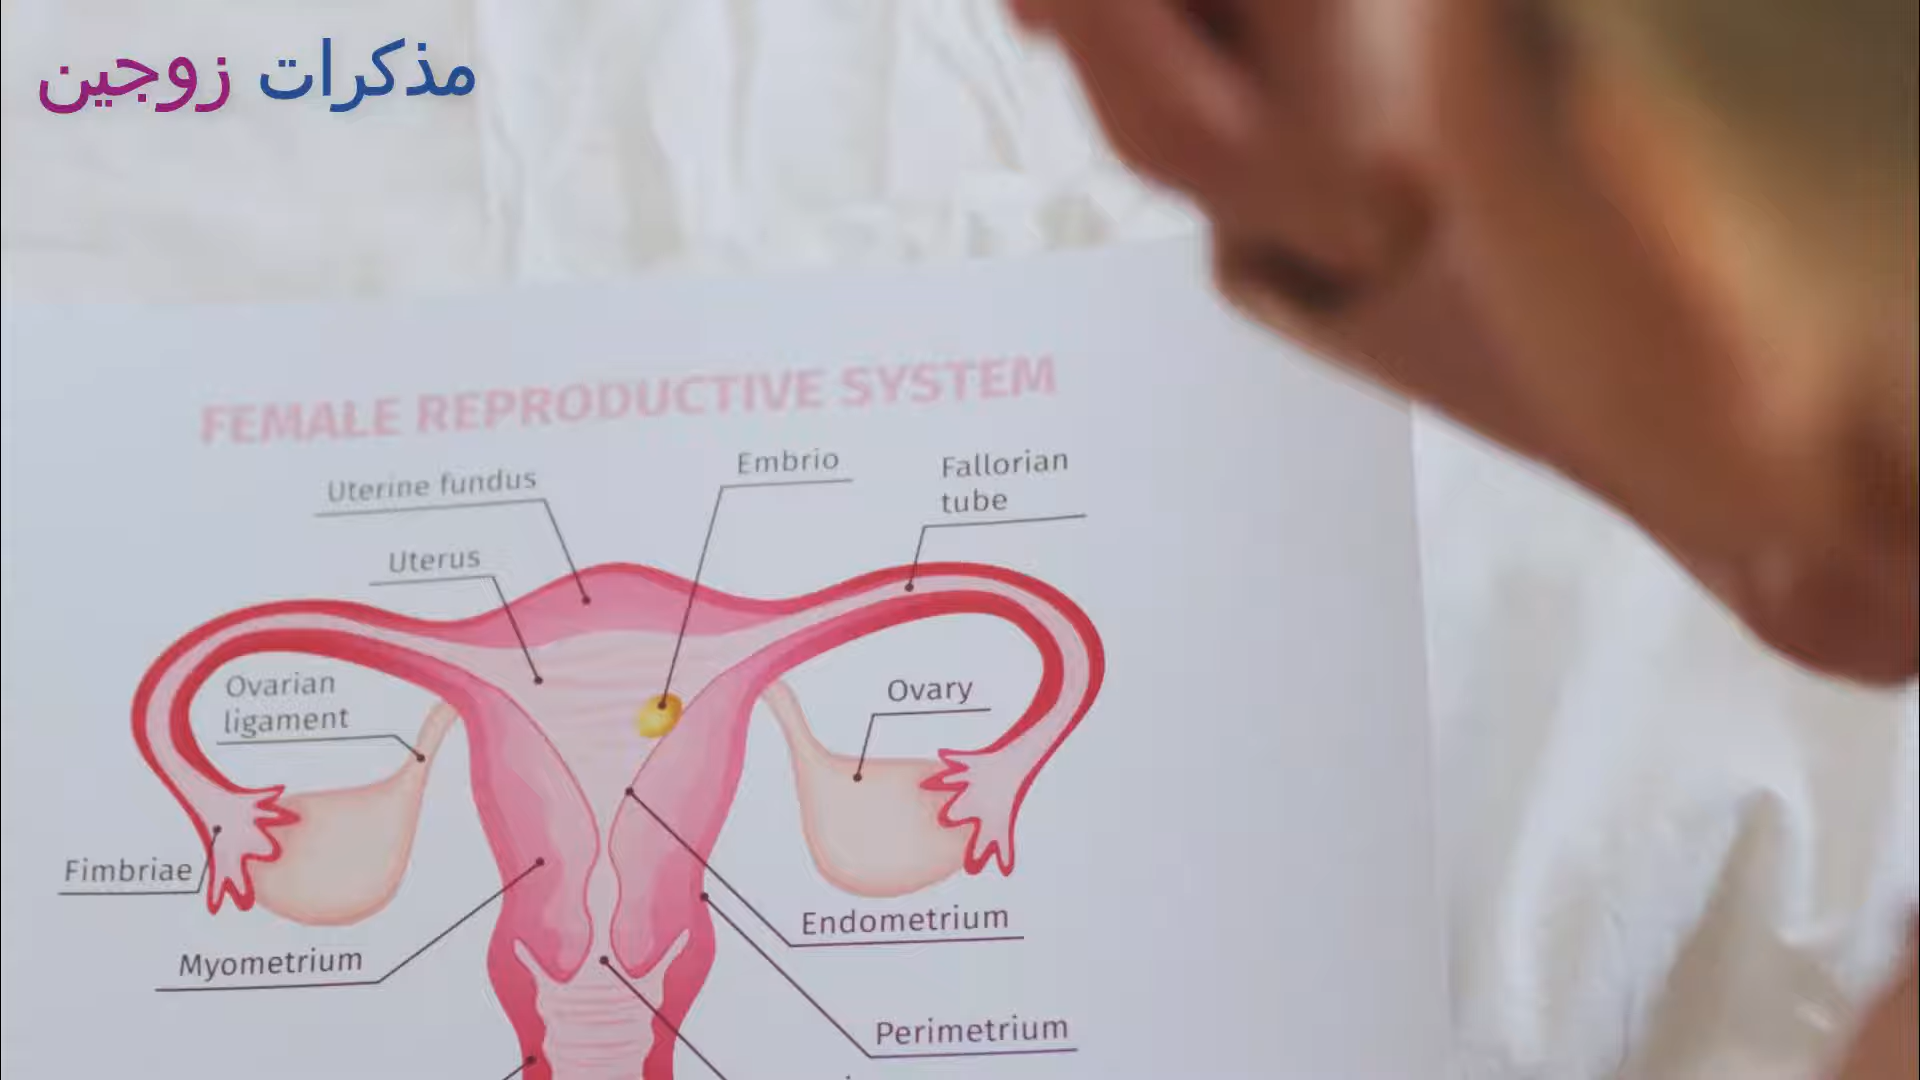 مذكرات زوجين
FEMALE REPRODUCTIVE SYSTEM
Embrio
Fallorian
tube
Uterine fundus
Uterus
Ovarian
ligament
Ovary
Fimbriae
Endometrium
Myometrium
Perimetrium